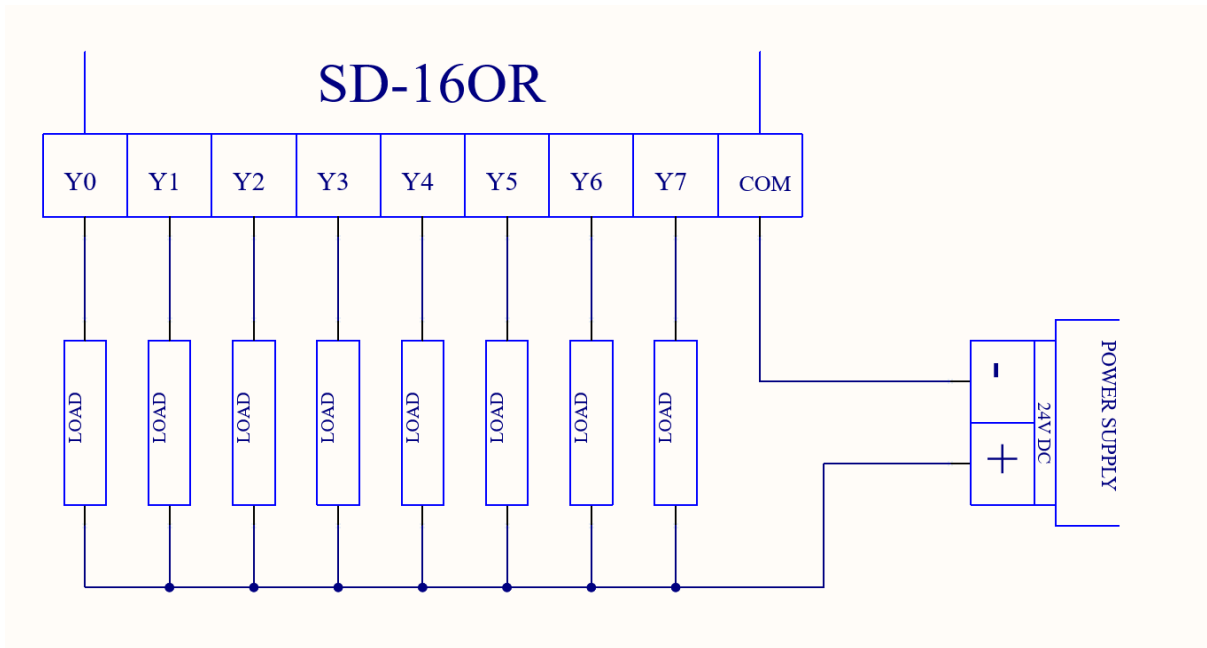 SD-16OR
Y0 Y1 Y2 Y3 Y4 Y5 Y6 Y7 COM
LOAD LOAD LOAD LOAD LOAD LOAD LOAD LOAD
-
+
24V DC
POWER SUPPLY